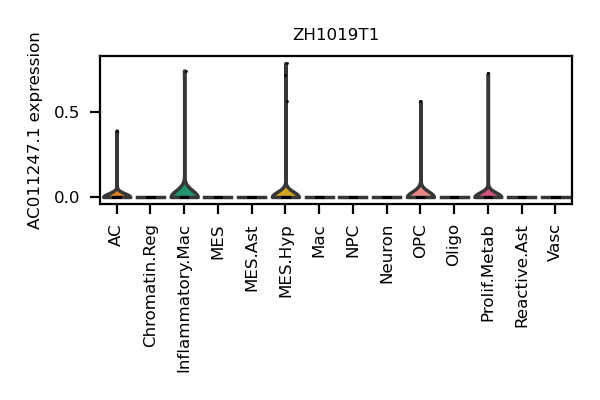 ZH1019T1
AC011247.1 expression
0.5
0.0
AC
Chromatin.Reg
Inflammatory.Mac
MES
MES.Ast
MES.Hyp
Mac
NPC
Neuron
OPC
Oligo
Prolif.Metab
Reactive.Ast
Vasc